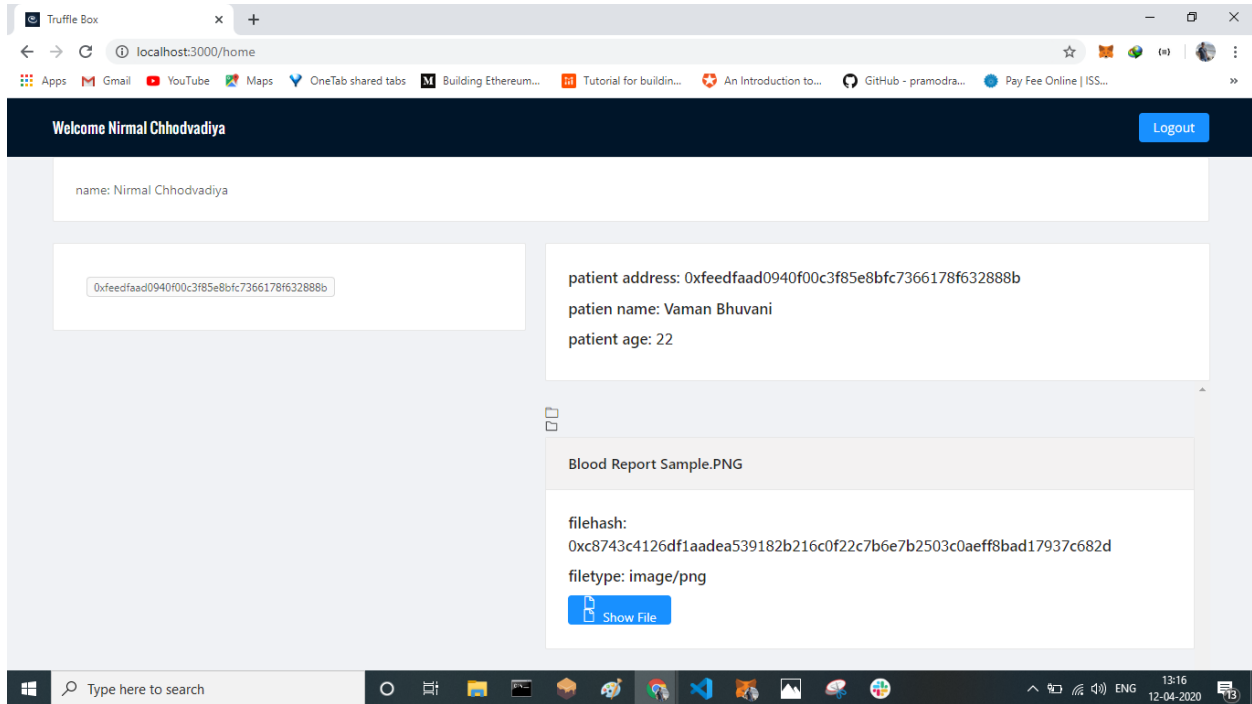 Truffle Box
localhost:3000/home
Apps Gmail YouTube Maps OneTab shared tabs Building Ethereum... Tutorial for buildin... An Introduction to... GitHub - pramodra... Pay Fee Online | ISS... »
Welcome Nirmal Chhodvadiya Logout
name: Nirmal Chhodvadiya
0xfeedfaad0940f00c3f85e8bfc7366178f632888b
patient address: 0xfeedfaad0940f00c3f85e8bfc7366178f632888b
patien name: Vaman Bhuvani
patient age: 22
Blood Report Sample.PNG
filehash:
0xc8743c4126df1aadea539182b216c0f22c7b6e7b2503c0aeff8bad17937c682d
filetype: image/png
Show File
Type here to search ENG 13:16
12-04-2020 13